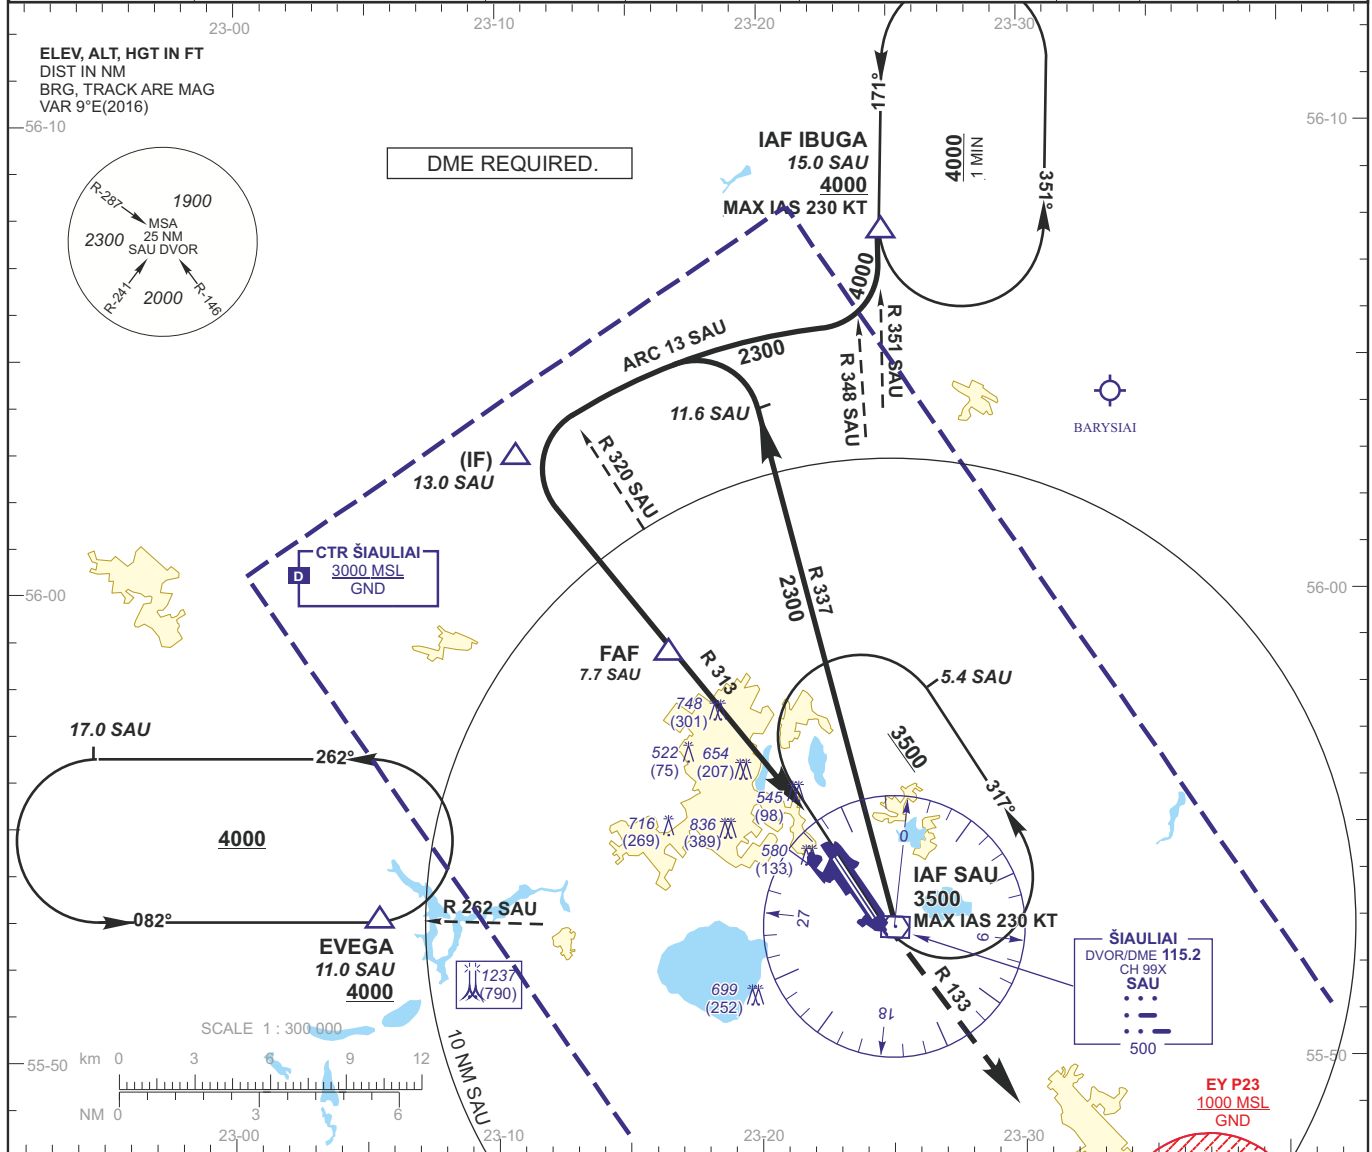 23-00
23-10
23-20
23-30
ELEV, ALT, HGT IN FT
DIST IN NM
BRG, TRACK ARE MAG
VAR 9°E(2016)
56-10
56-10
DME REQUIRED.
R-287
1900
MSA
25 NM
SAU DVOR
2300
R-241
2000
R-146
IAF IBUGA
15.0 SAU
4000
MAX IAS 230 KT
171°
4000
1 MIN
351°
4000
ARC 13 SAU
2300
R 351 SAU
R 348 SAU
11.6 SAU
BARYSIAI
(IF)
13.0 SAU
R 320 SAU
CTR ŠIAULIAI
D
3000 MSL
GND
56-00
56-00
R 337
2300
FAF
7.7 SAU
R 313
5.4 SAU
748
(301)
522
(75)
654
(207)
3500
17.0 SAU
262°
545
(98)
317°
4000
716
(269)
836
(389)
580
(133)
0
082°
R 262 SAU
27
IAF SAU
3500
MAX IAS 230 KT
9
EVEGA
11.0 SAU
4000
1237
(790)
699
(252)
18
R 133
ŠIAULIAI
DVOR/DME 115.2
CH 99X
SAU
500
SCALE 1 : 300 000
10 NM SAU
km 0 3 6 9 12
NM 0 3 6
55-50
55-50
EY P23
1000 MSL
GND
23-00
23-10
23-20
23-30